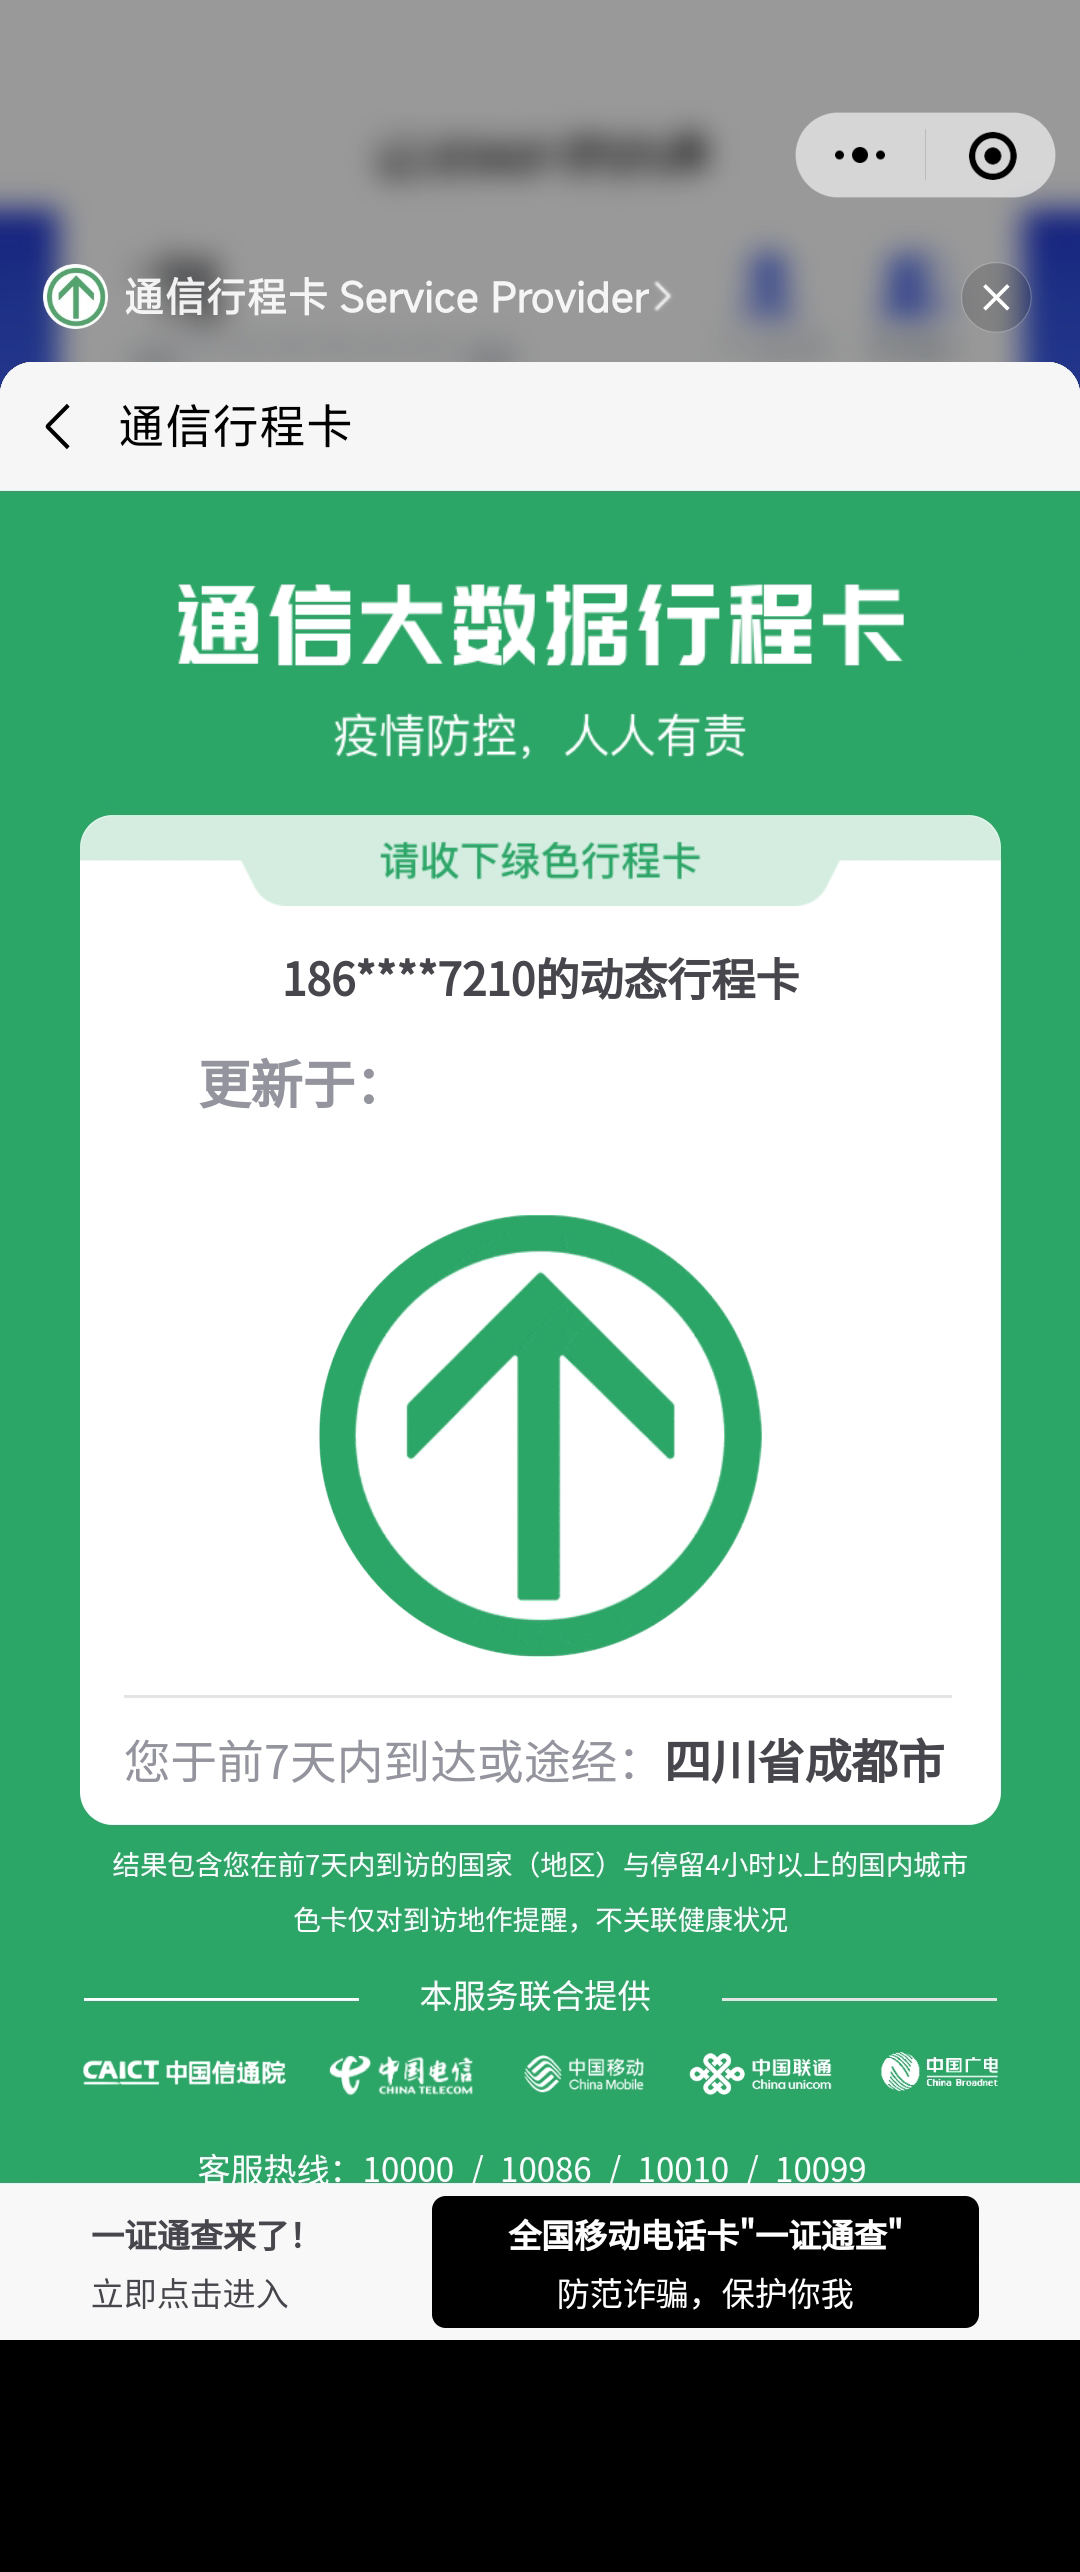 通信行程卡 Service Provider
通信行程卡
通信大数据行程卡
疫情防控，人人有责
请收下绿色行程卡
186****7210的动态行程卡
更新于：
您于前7天内到达或途经：四川省成都市
结果包含您在前7天内到访的国家（地区）与停留4小时以上的国内城市
色卡仅对到访地作提醒，不关联健康状况
本服务联合提供
CAICT 中国信通院 中国电信 CHINA TELECOM 中国移动 China Mobile 中国联通 China unicom 中国广电 China Broadnet
客服热线：10000 / 10086 / 10010 / 10099
一证通查来了！
立即点击进入
全国移动电话卡"一证通查"
防范诈骗，保护你我